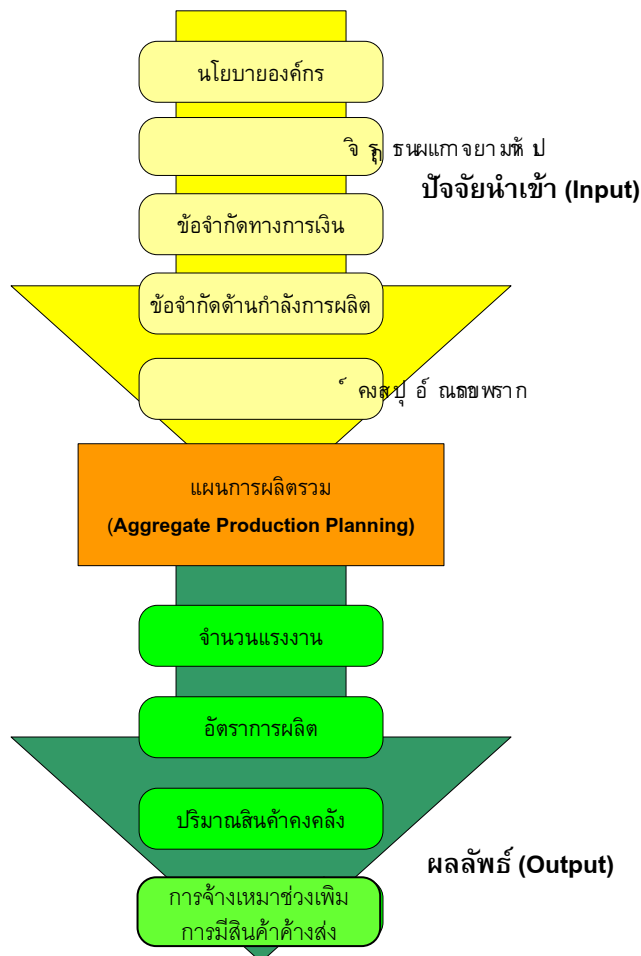 นโยบายองค์กร
ปัจจัยนำเข้า (Input)
ข้อจำกัดทางการเงิน
ข้อจำกัดด้านกำลังการผลิต
แผนการผลิตรวม
(Aggregate Production Planning)
จำนวนแรงงาน
อัตราการผลิต
ปริมาณสินค้าคงคลัง
ผลลัพธ์ (Output)
การจ้างเหมาช่วงเพิ่ม
การมีสินค้าค้างส่ง